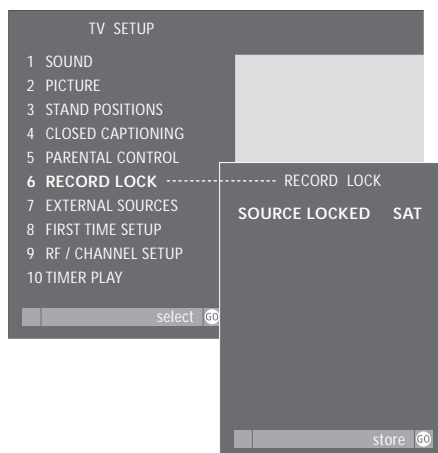 TV SETUP
1 SOUND
2 PICTURE
3 STAND POSITIONS
4 CLOSED CAPTIONING
5 PARENTAL CONTROL
6 RECORD LOCK
7 EXTERNAL SOURCES
8 FIRST TIME SETUP
9 RF / CHANNEL SETUP
10 TIMER PLAY
select GO
RECORD LOCK
SOURCE LOCKED SAT
store GO